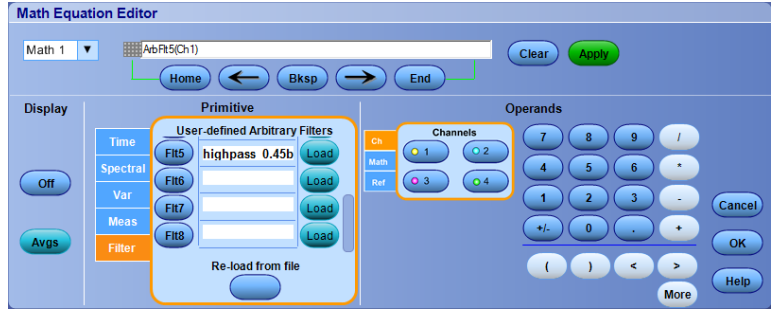 Math Equation Editor
Math 1 ▼ ArbFlt5(Ch1) Clear Apply
Home ← Bksp → End
Display Primitive Operands
User-defined Arbitrary Filters
Time
Spectral
Var
Meas
Filter
Flt5 highpass_0.45b Load
Flt6 Load
Flt7 Load
Flt8 Load
Re-load from file
Off
Avgs
Ch
Math
Ref
Channels
1 2
3 4
7 8 9 /
4 5 6 *
1 2 3 -
+/- 0 . +
( ) < >
More
Cancel
OK
Help